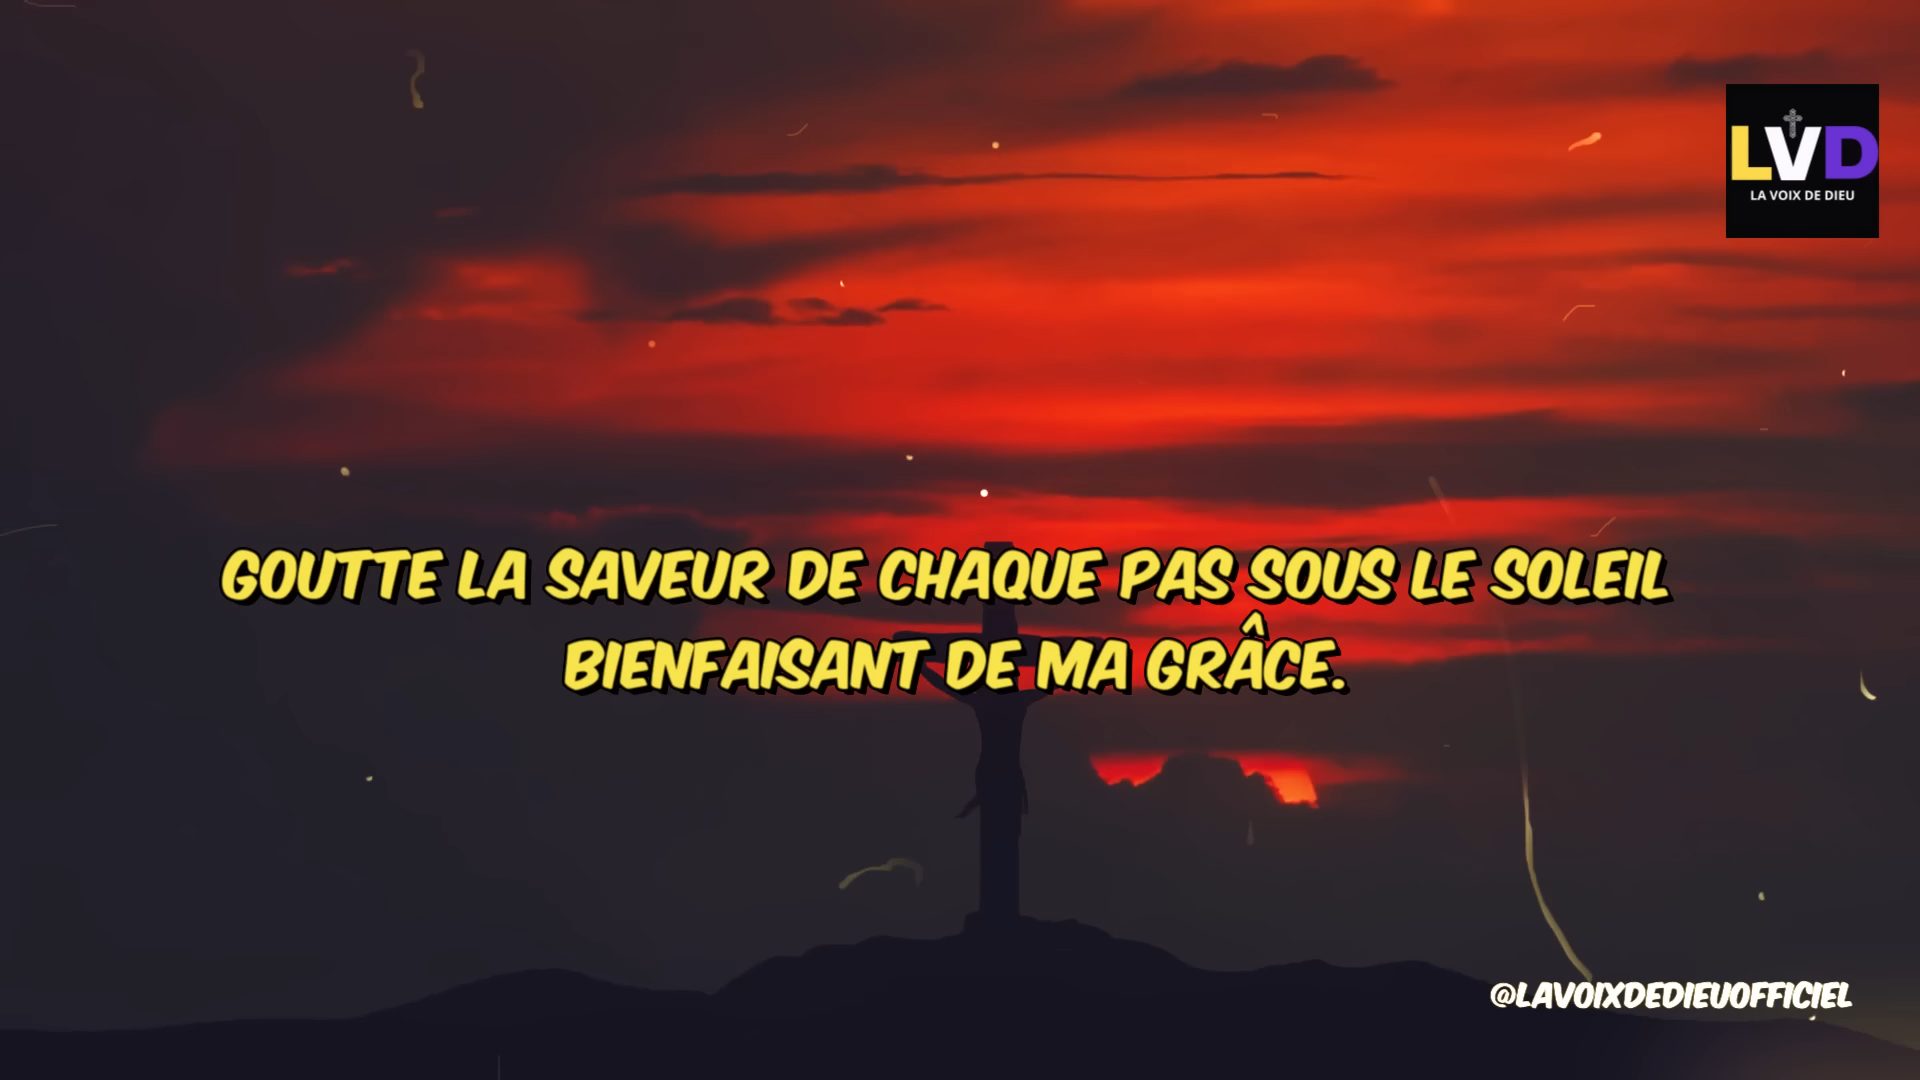 LVD
LA VOIX DE DIEU
GOUTTE LA SAVEUR DE CHAQUE PAS SOUS LE SOLEIL
BIENFAISANT DE MA GRÂCE.
@LAVOIXDEDIEUOFFICIEL